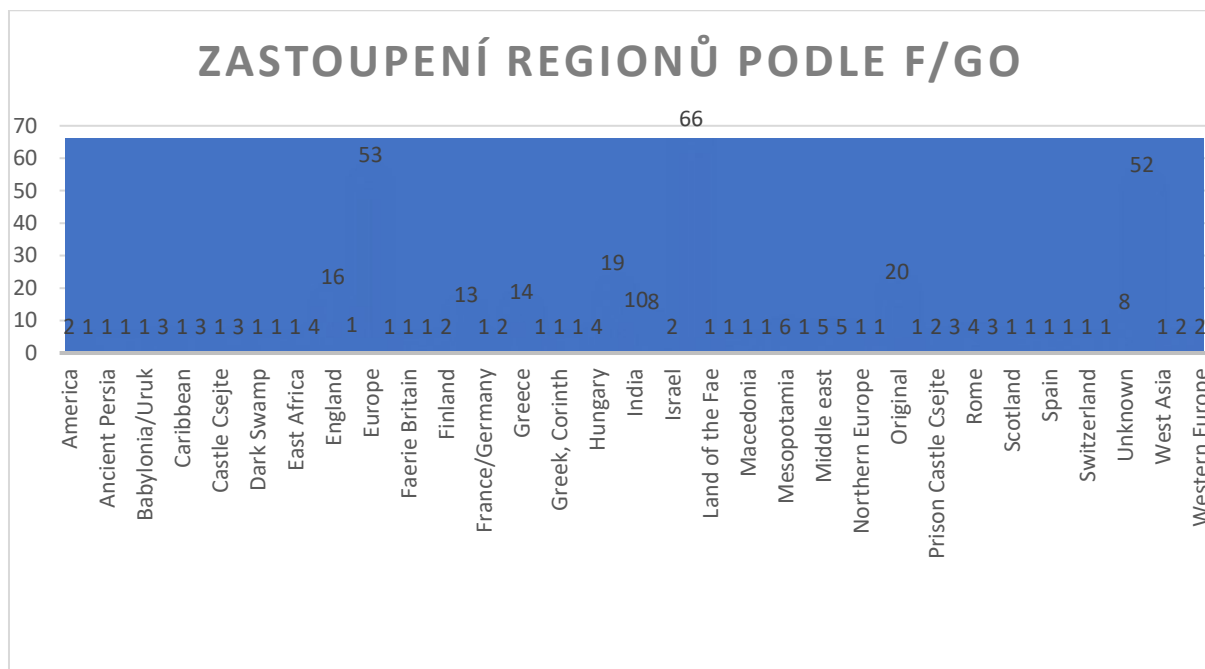 ZASTOUPENÍ REGIONŮ PODLE F/GO
66
70
60
50
40
30
20
10
0
53
52
16
13
14
19
10
8
20
8
2 1 1 1 1 3 1 3 1 3 1 1 1 4 1 1 1 1 2 1 2 1 1 1 4 2 1 1 1 1 6 1 5 5 1 1 1 2 3 4 3 1 1 1 1 1 1 1 2 2
America
Ancient Persia
Babylonia/Uruk
Caribbean
Castle Csejte
Dark Swamp
East Africa
England
Europe
Faerie Britain
Finland
France/Germany
Greece
Greek, Corinth
Hungary
India
Israel
Land of the Fae
Macedonia
Mesopotamia
Middle east
Northern Europe
Original
Prison Castle Csejte
Rome
Scotland
Spain
Switzerland
Unknown
West Asia
Western Europe